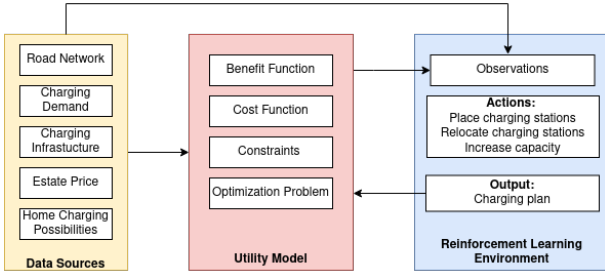 Road Network
Charging
Demand
Charging
Infrastucture
Estate Price
Home Charging
Possibilities
Data Sources
Benefit Function
Cost Function
Constraints
Optimization Problem
Utility Model
Observations
Actions:
Place charging stations
Relocate charging stations
Increase capacity
Output:
Charging plan
Reinforcement Learning
Environment